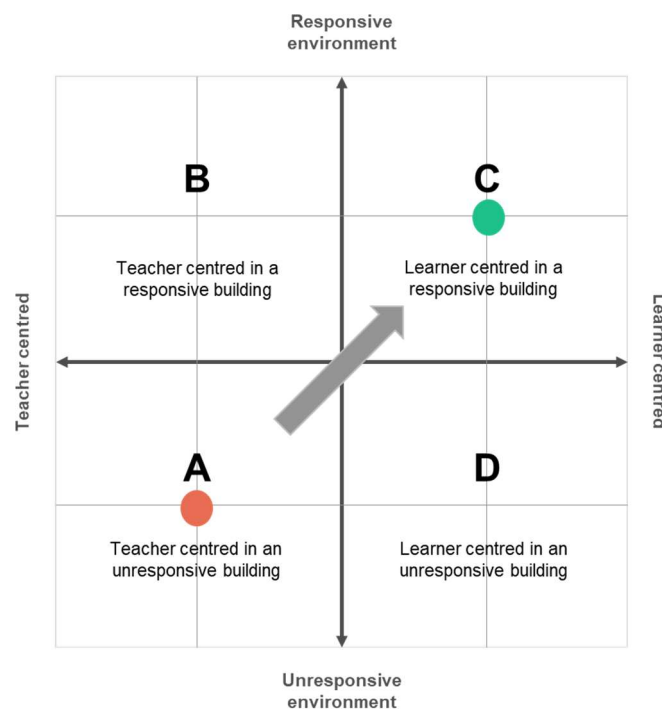 Responsive
environment
B
C
Teacher centred in a
responsive building
Learner centred in a
responsive building
Teacher centred
Learner centred
A
D
Teacher centred in an
unresponsive building
Learner centred in an
unresponsive building
Unresponsive
environment